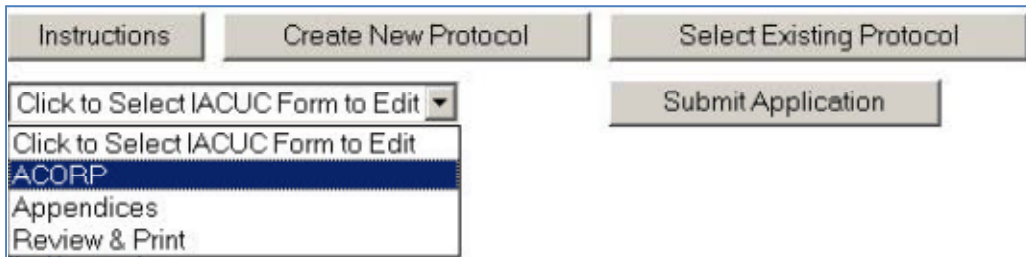 Instructions
Create New Protocol
Select Existing Protocol
Click to Select IACUC Form to Edit
Submit Application
Click to Select IACUC Form to Edit
ACORP
Appendices
Review & Print